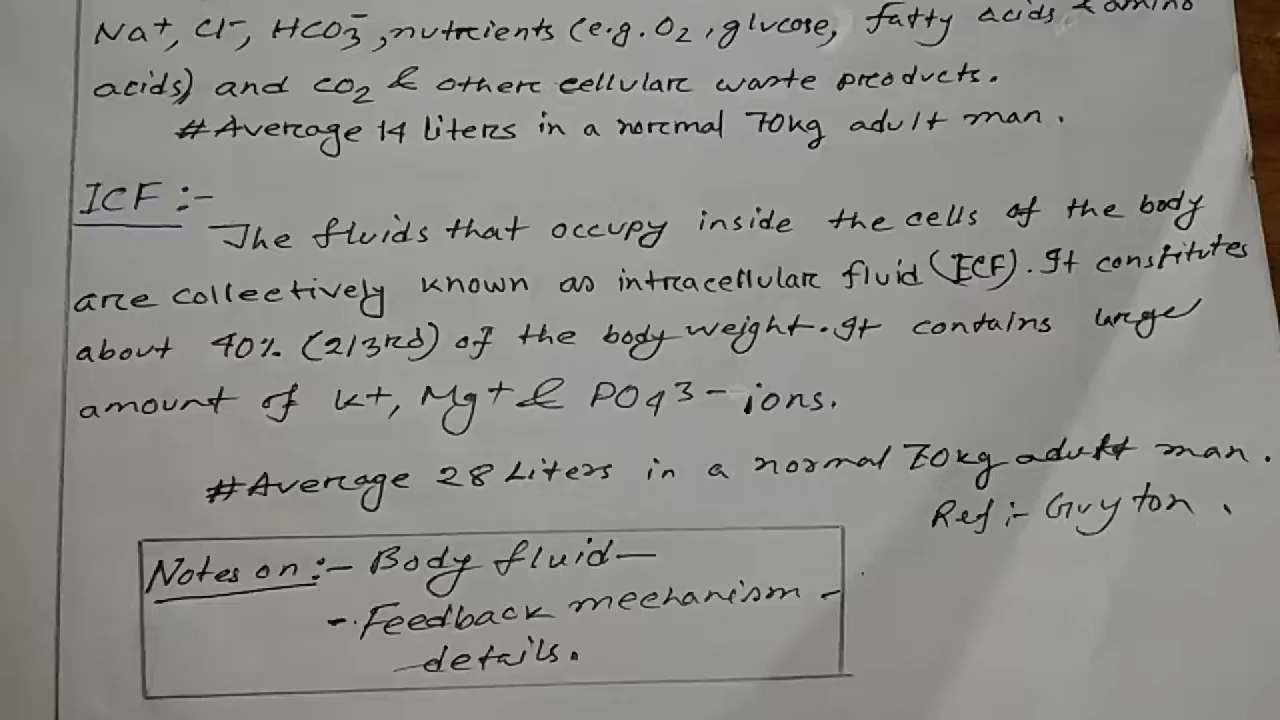 Na+, Cl-, HCO3-, nutrients (e.g. O2, glucose, fatty acids & amino
acids) and CO2 & other cellular waste products.
#Average 14 liters in a normal 70kg adult man.
ICF :-
The fluids that occupy inside the cells of the body
are collectively known as intracellular fluid (ICF). It constitutes
about 40% (2/3rd) of the body weight. It contains large
amount of K+, Mg+ & PO4 3- ions.
#Average 28 Liters in a normal 70kg adult man.
Ref :- Guyton.
Notes on :- Body fluid—
-. Feedback mechanism -
details.